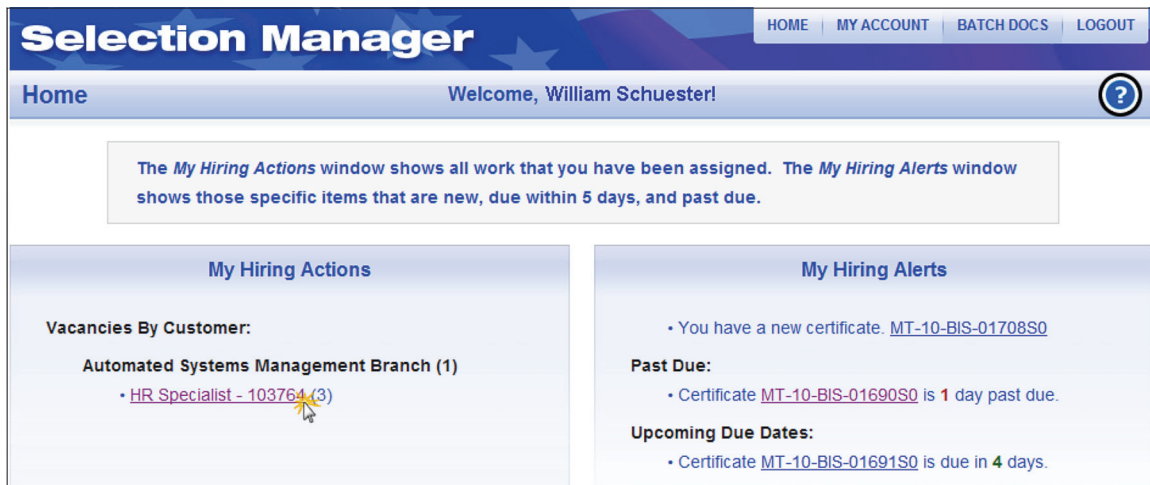 Selection Manager
HOME MY ACCOUNT BATCH DOCS LOGOUT
Home
Welcome, William Schuester!
?
The My Hiring Actions window shows all work that you have been assigned. The My Hiring Alerts window
shows those specific items that are new, due within 5 days, and past due.
My Hiring Actions
Vacancies By Customer:
Automated Systems Management Branch (1)
• HR Specialist - 103764 (3)
My Hiring Alerts
• You have a new certificate. MT-10-BIS-01708S0
Past Due:
• Certificate MT-10-BIS-01690S0 is 1 day past due.
Upcoming Due Dates:
• Certificate MT-10-BIS-01691S0 is due in 4 days.